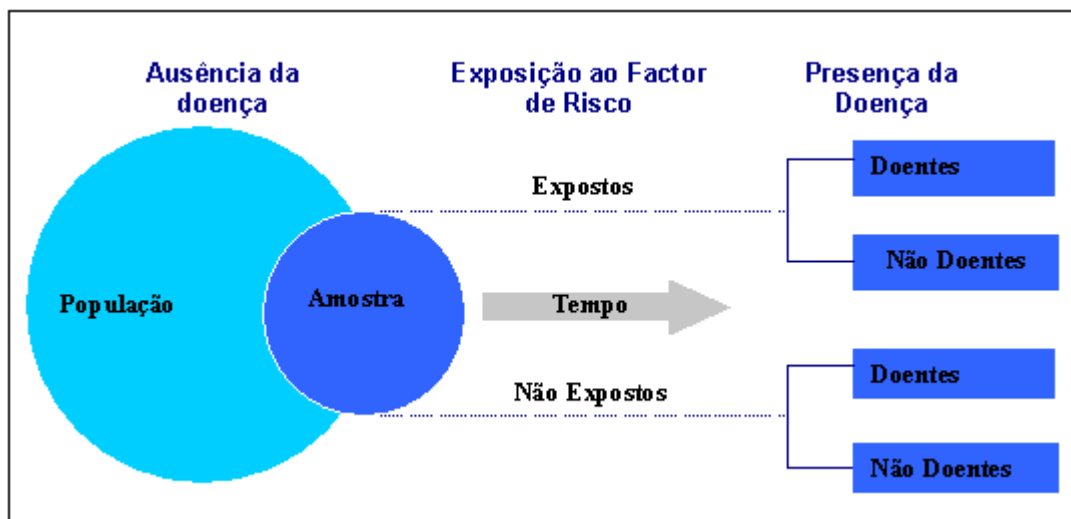 Ausência da
doença
Exposição ao Factor
de Risco
Presença da
Doença
Expostos
Doentes
Não Doentes
População
Amostra
Tempo
Não Expostos
Doentes
Não Doentes